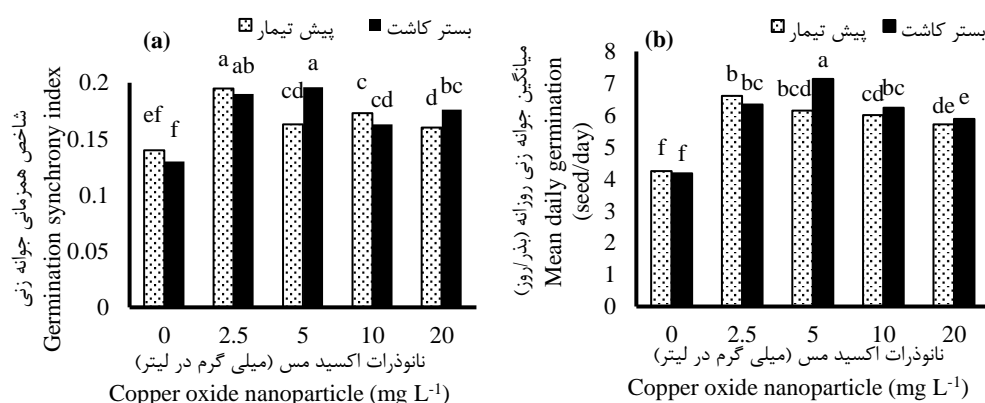 (a)
پیش تیمار
بستر کاشت
شاخص همزمانی جوانه زنی
Germination synchrony index
0.2
0.15
0.1
0.05
0
ef
f
a
ab
cd
a
c
cd
d
bc
0
2.5
5
10
20
نانوذرات اکسید مس (میلی گرم در لیتر)
Copper oxide nanoparticle (mg L-1)
(b)
پیش تیمار
بستر کاشت
میانگین جوانه زنی روزانه (بذر/روز)
Mean daily germination
(seed/day)
8
7
6
5
4
3
2
1
0
f
f
b
bc
bcd
a
cd
bc
de
e
0
2.5
5
10
20
نانوذرات اکسید مس (میلی گرم در لیتر)
Copper oxide nanoparticle (mg L-1)